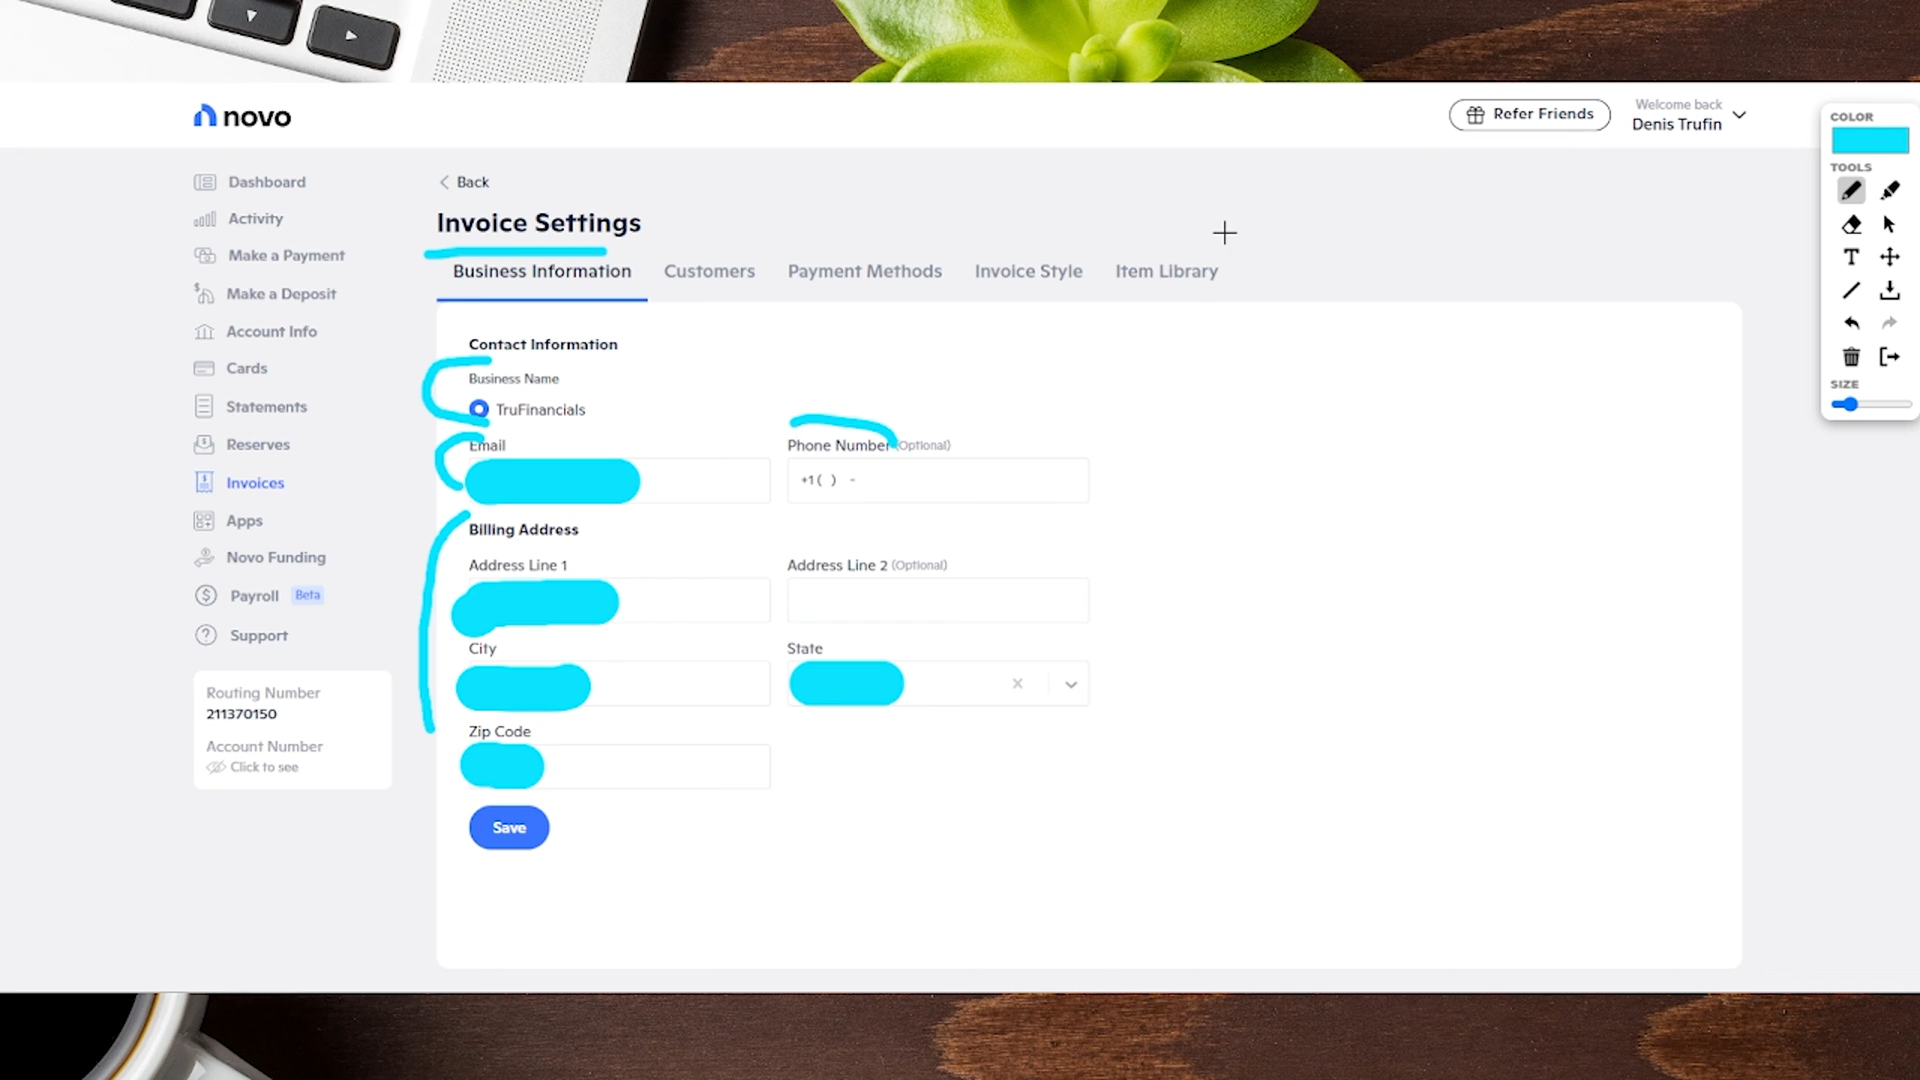 novo
Refer Friends
Welcome back
Denis Trufin
COLOR
TOOLS
T
SIZE
Dashboard
Activity
Make a Payment
Make a Deposit
Account Info
Cards
Statements
Reserves
Invoices
Apps
Novo Funding
Payroll Beta
Support
Routing Number
211370150
Account Number
Click to see
Back
Invoice Settings
Business Information Customers Payment Methods Invoice Style Item Library
Contact Information
Business Name
TruFinancials
Email
Phone Number (Optional)
+1( ) -
Billing Address
Address Line 1
Address Line 2 (Optional)
City
State
Zip Code
Save